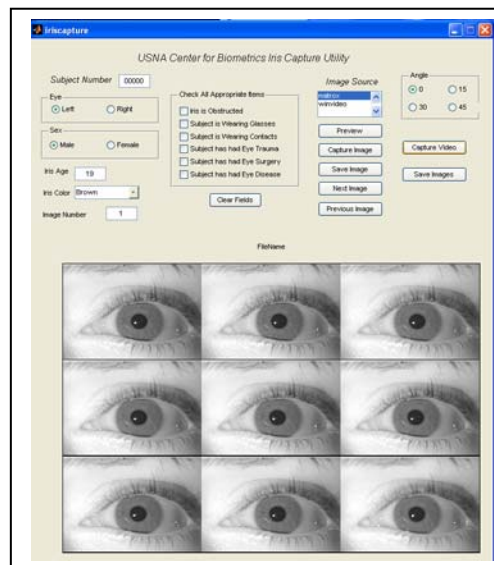 Iriscapture
USNA Center for Biometrics Iris Capture Utility
Subject Number 00000
Eye
Left Right
Sex
Male Female
Iris Age 19
Iris Color Brown
Image Number 1
Check All Appropriate Items
Iris is Obstructed
Subject is Wearing Glasses
Subject is Wearing Contacts
Subject has had Eye Trauma
Subject has had Eye Surgery
Subject has had Eye Disease
Clear Fields
Image Source
matrox
winvideo
Preview
Capture Image
Save Image
Next Image
Previous Image
Angle
0 15
30 45
Capture Video
Save Images
FileName